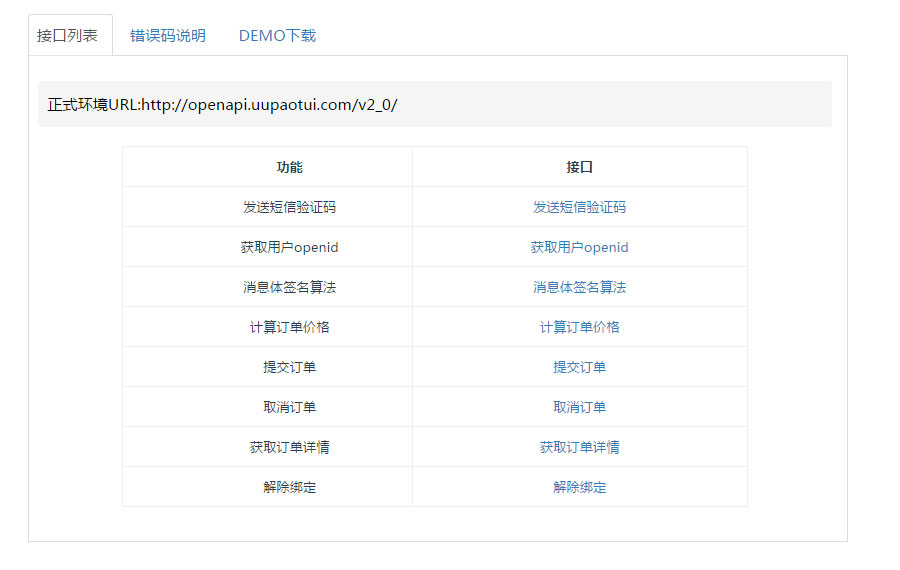 接口列表 错误码说明 DEMO下载
正式环境URL:http://openapi.uupaotui.com/v2_0/
功能 接口
发送短信验证码 发送短信验证码
获取用户openid 获取用户openid
消息体签名算法 消息体签名算法
计算订单价格 计算订单价格
提交订单 提交订单
取消订单 取消订单
获取订单详情 获取订单详情
解除绑定 解除绑定